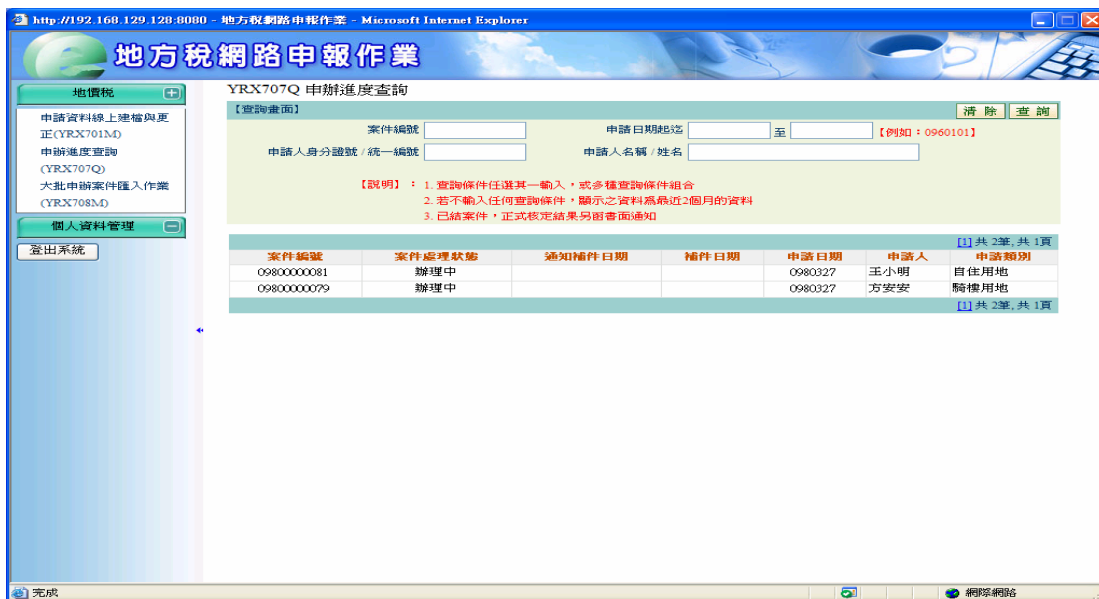 http://192.168.129.128:8080 - 地方稅網路申報作業 - Microsoft Internet Explorer
e 地方稅網路申報作業
地價稅
申請資料線上建檔與更
正(YRX701M)
申辦進度查詢
(YRX707Q)
大批申辦案件匯入作業
(YRX708M)
個人資料管理
登出系統
YRX707Q 申辦進度查詢
【查詢畫面】 清 除 查 詢
案件編號 申請日期起迄 至 【例如：0960101】
申請人身分證號/統一編號 申請人名稱/姓名
【說明】：1. 查詢條件任選其一輸入，或多種查詢條件組合
2. 若不輸入任何查詢條件，顯示之資料為最近2個月的資料
3. 已結案件，正式核定結果另函書面通知
[1] 共 2筆, 共 1頁
案件編號 案件處理狀態 通知補件日期 補件日期 申請日期 申請人 申請類別
09800000081 辦理中 0980327 王小明 自住用地
09800000079 辦理中 0980327 方安安 騎樓用地
[1] 共 2筆, 共 1頁
完成 網際網路